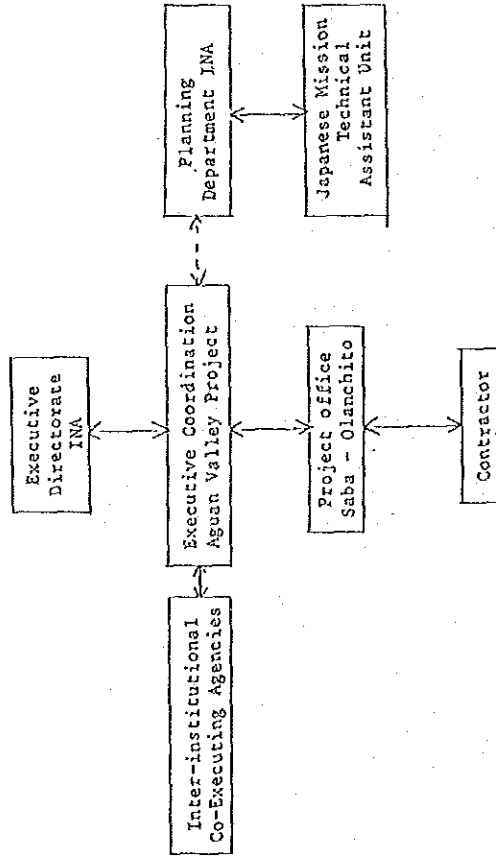 Executive
Directorate
INA
Inter-institutional
Co-Executing Agencies
Executive Coordination
Aguan Valley Project
Planning
Department INA
Project office
Saba - Olanchito
Japanese Mission
Technical
Assistant Unit
Contractor